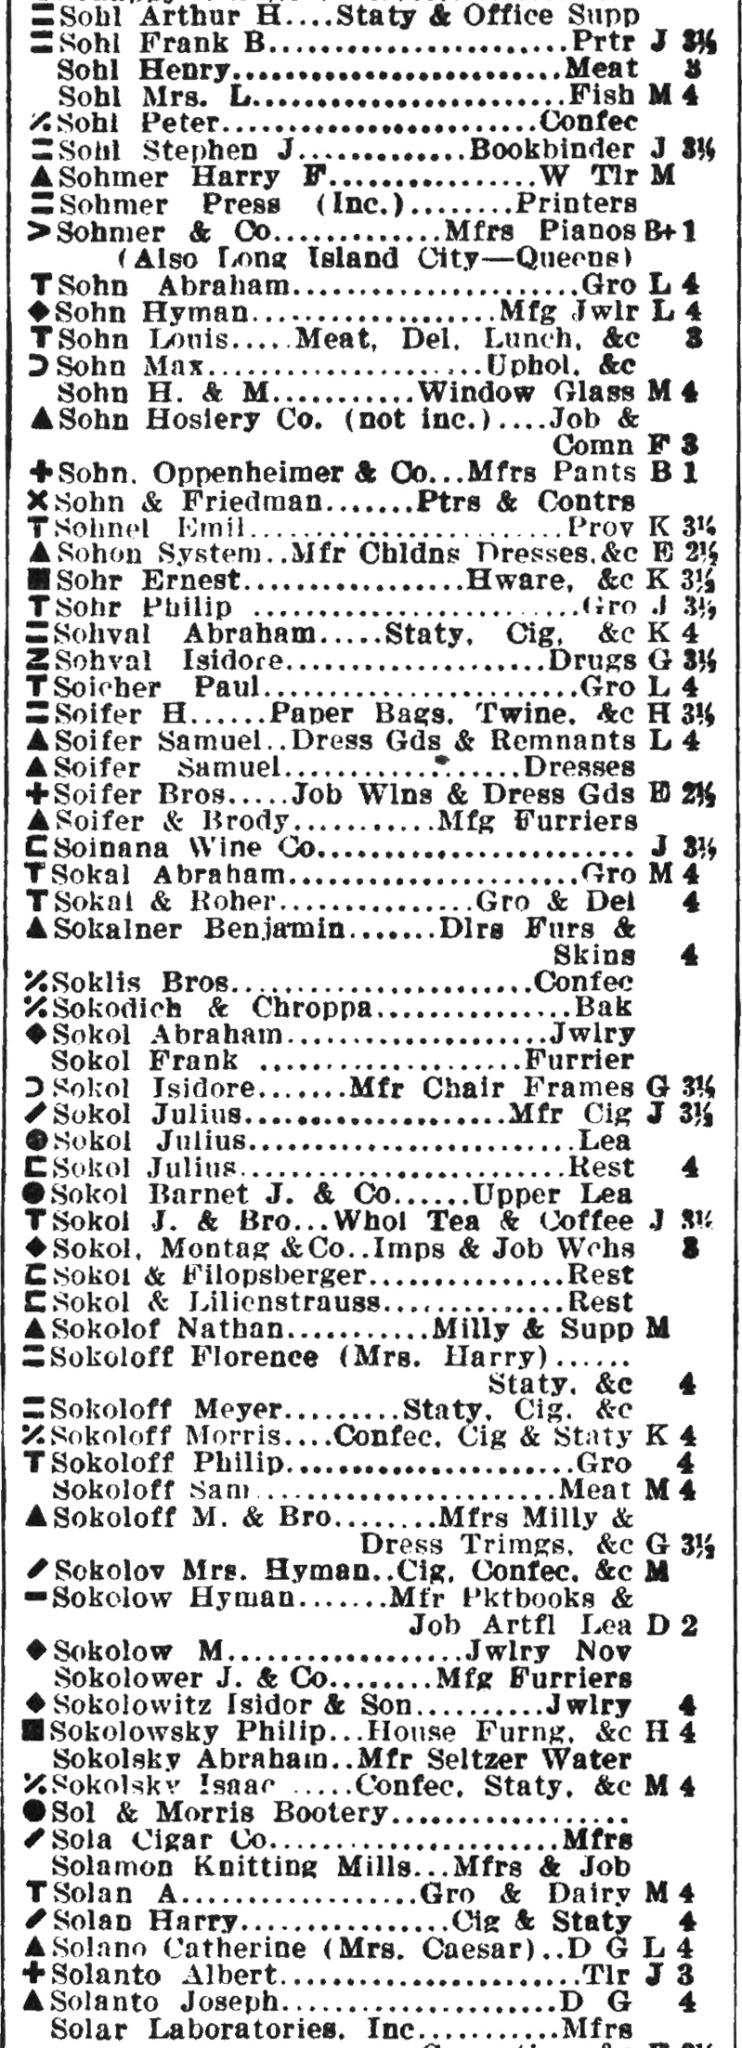 =Sohl Arthur H....Staty & Office Supp
=Sohl Frank B......................Prtr J 3½
Sohl Henry.........................Meat 3
Sohl Mrs. L........................Fish M 4
٪Sohl Peter.......................Confec
=Sohl Stephen J............Bookbinder J 3½
▲Sohmer Harry F...............W Tlr M
=Sohmer Press (Inc.)........Printers
>Sohmer & Co............Mfrs Pianos B+1
(Also Long Island City—Queens)
TSohn Abraham.....................Gro L 4
◆Sohn Hyman..................Mfg Jwlr L 4
TSohn Louis.....Meat, Del, Lunch, &c 3
⊃Sohn Max....................Uphol, &c
Sohn H. & M...........Window Glass M 4
▲Sohn Hosiery Co. (not inc.)....Job &
Comn F 3
+Sohn, Oppenheimer & Co...Mfrs Pants B 1
×Sohn & Friedman.......Ptrs & Contrs
TSohnel Emil.......................Prov K 3½
▲Sohon System..Mfr Chldns Dresses,&c E 2½
■Sohr Ernest................Hware, &c K 3½
TSohr Philip .......................Gro J 3½
=Sohval Abraham.....Staty, Cig, &c K 4
ZSohval Isidore...................Drugs G 3½
TSoicher Paul.......................Gro L 4
=Soifer H......Paper Bags, Twine, &c H 3½
▲Soifer Samuel..Dress Gds & Remnants L 4
▲Soifer Samuel.................Dresses
+Soifer Bros.....Job Wlns & Dress Gds E 2½
▲Soifer & Brody...........Mfg Furriers
⊏Soinana Wine Co........................ J 3½
TSokal Abraham.....................Gro M 4
TSokal & Roher..............Gro & Del 4
▲Sokalner Benjamin.......Dlrs Furs &
Skins 4
٪Soklis Bros......................Confec
٪Sokodich & Chroppa..............Bak
◆Sokol Abraham...................Jwlry
Sokol Frank ...................Furrier
⊃Sokol Isidore.......Mfr Chair Frames G 3½
/Sokol Julius...................Mfr Cig J 3½
●Sokol Julius........................Lea
⊏Sokol Julius........................Rest 4
●Sokol Barnet J. & Co......Upper Lea
TSokol J. & Bro...Whol Tea & Coffee J 3½
◆Sokol, Montag &Co..Imps & Job Wchs 3
⊏Sokol & Filopsberger..............Rest
⊏Sokol & Lilienstrauss.............Rest
▲Sokolof Nathan...........Milly & Supp M
=Sokoloff Florence (Mrs. Harry)......
Staty, &c 4
=Sokoloff Meyer.........Staty, Cig, &c
٪Sokoloff Morris....Confec, Cig & Staty K 4
TSokoloff Philip.....................Gro 4
Sokoloff Sam......................Meat M 4
▲Sokoloff M. & Bro........Mfrs Milly &
Dress Trimgs, &c G 3½
/Sokolov Mrs. Hyman..Cig, Confec, &c M
-Sokolow Hyman.......Mfr Pktbooks &
Job Artfl Lea D 2
◆Sokolow M.................Jwlry Nov
Sokolower J. & Co........Mfg Furriers
◆Sokolowitz Isidor & Son..........Jwlry 4
■Sokolowsky Philip...House Furng, &c H 4
Sokolsky Abraham..Mfr Seltzer Water
٪Sokolsky Isaac .....Confec, Staty, &c M 4
●Sol & Morris Bootery.................
/Sola Cigar Co.....................Mfrs
Solamon Knitting Mills...Mfrs & Job
TSolan A.................Gro & Dairy M 4
/Solan Harry...............Cig & Staty 4
▲Solano Catherine (Mrs. Caesar)..D G L 4
+Solanto Albert......................Tlr J 3
▲Solanto Joseph....................D G 4
Solar Laboratories, Inc..........Mfrs